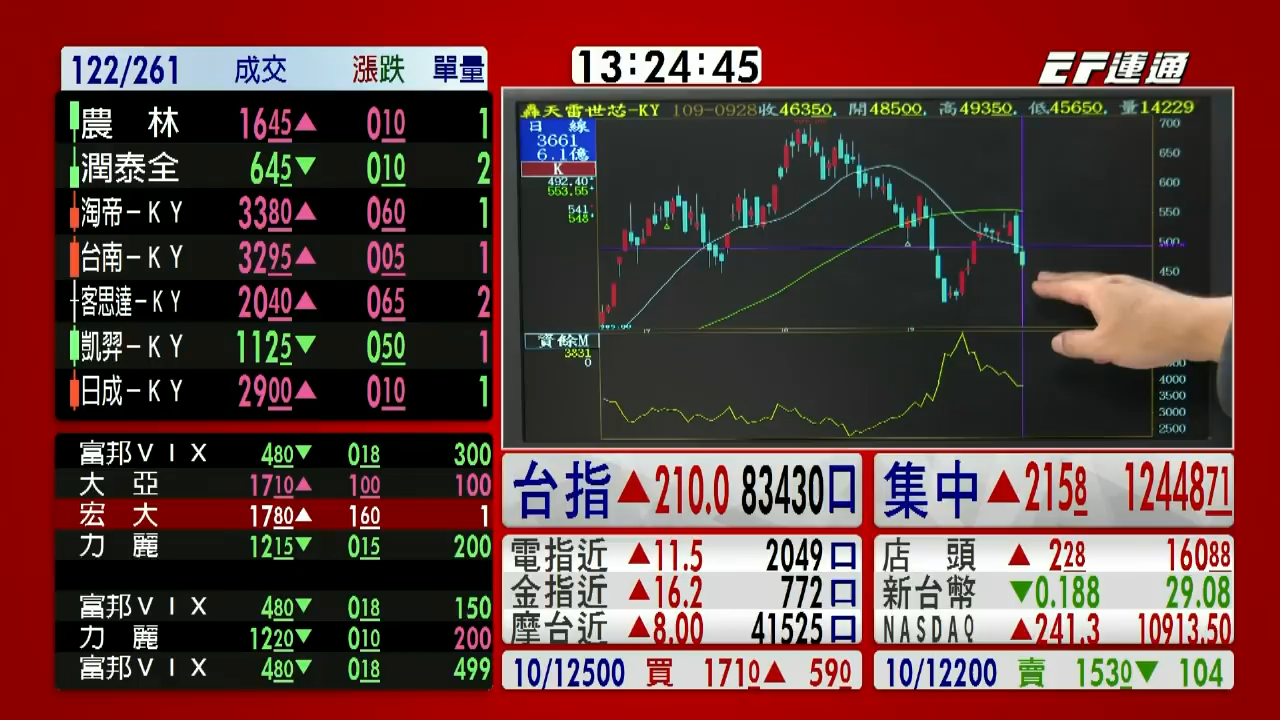 122/261 成交 漲跌 單量
農林 1645▲ 010 1
潤泰全 645▼ 010 2
淘帝-KY 3380▲ 060 1
台南-KY 3295▲ 005 1
客思達-KY 2040▲ 065 2
凱羿-KY 1125▼ 050 1
日成-KY 2900▲ 010 1
富邦VIX 480▼ 018 300
大亞 1710▲ 100 100
宏大 1780▲ 160 1
力麗 1215▼ 015 200
富邦VIX 480▼ 018 150
力麗 1220▼ 010 200
富邦VIX 480▼ 018 499
13:24:45
EF運通
轟天雷世芯-KY 109-0928收46350. 開48500. 高49350. 低45650. 量14229
日 線
3661
6.1億
K
492.40
553.55
541
548
700
650
600
550
500
450
資餘M
3831
0
4000
3500
3000
2500
台指▲210.0 83430口
集中▲2158 1244871
電指近 ▲11.5 2049口
金指近 ▲16.2 772口
摩台近 ▲8.00 41525口
店頭 ▲ 228 16088
新台幣 ▼0.188 29.08
NASDAQ ▲241.3 10913.50
10/12500 買 1710▲ 590
10/12200 賣 1530▼ 104